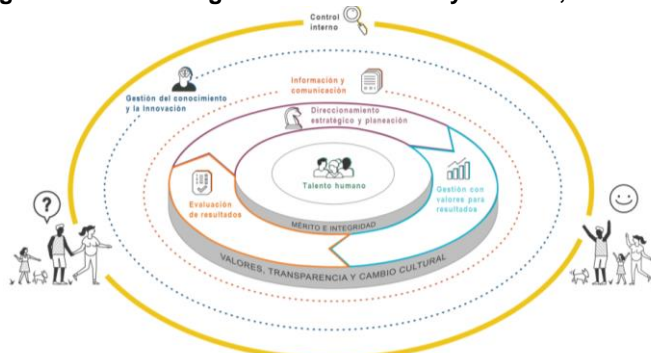 Control
interno
Información y
comunicación
Gestión del conocimiento
y la Innovación
Direccionamiento
estratégico y planeación
Talento humano
Evaluación
de resultados
Gestión con
valores para
resultados
MÉRITO E INTEGRIDAD
VALORES, TRANSPARENCIA Y CAMBIO CULTURAL
?